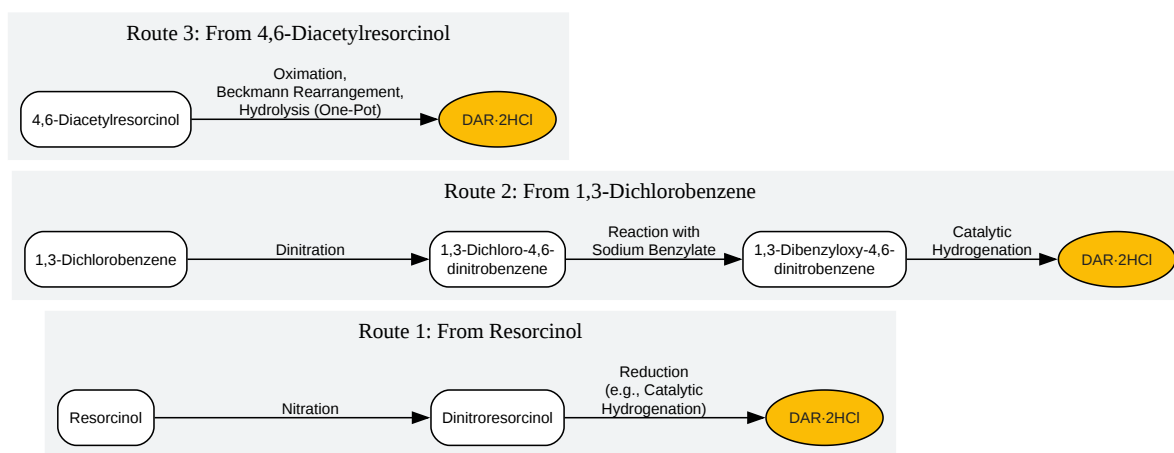 Route 3: From 4,6-Diacetylresorcinol
Oximation,
Beckmann Rearrangement,
Hydrolysis (One-Pot)
4,6-Diacetylresorcinol
DAR·2HCl
Route 2: From 1,3-Dichlorobenzene
1,3-Dichlorobenzene
Dinitration
1,3-Dichloro-4,6-
dinitrobenzene
Reaction with
Sodium Benzylate
1,3-Dibenzyloxy-4,6-
dinitrobenzene
Catalytic
Hydrogenation
DAR·2HCl
Route 1: From Resorcinol
Resorcinol
Nitration
Dinitroresorcinol
Reduction
(e.g., Catalytic
Hydrogenation)
DAR·2HCl